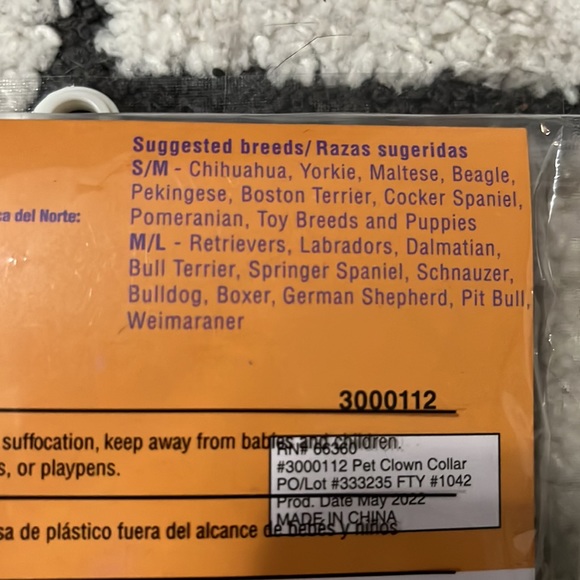 Suggested breeds/Razas sugeridas
S/M - Chihuahua, Yorkie, Maltese, Beagle,
Pekingese, Boston Terrier, Cocker Spaniel,
Pomeranian, Toy Breeds and Puppies
M/L - Retrievers, Labradors, Dalmatian,
Bull Terrier, Springer Spaniel, Schnauzer,
Bulldog, Boxer, German Shepherd, Pit Bull,
Weimaraner
ca del Norte:
3000112
suffocation, keep away from babies and children.
s, or playpens.
sa de plástico fuera del alcance de bebés y niños
RN# 66360
#3000112 Pet Clown Collar
PO/Lot #333235 FTY #1042
Prod. Date May 2022
MADE IN CHINA